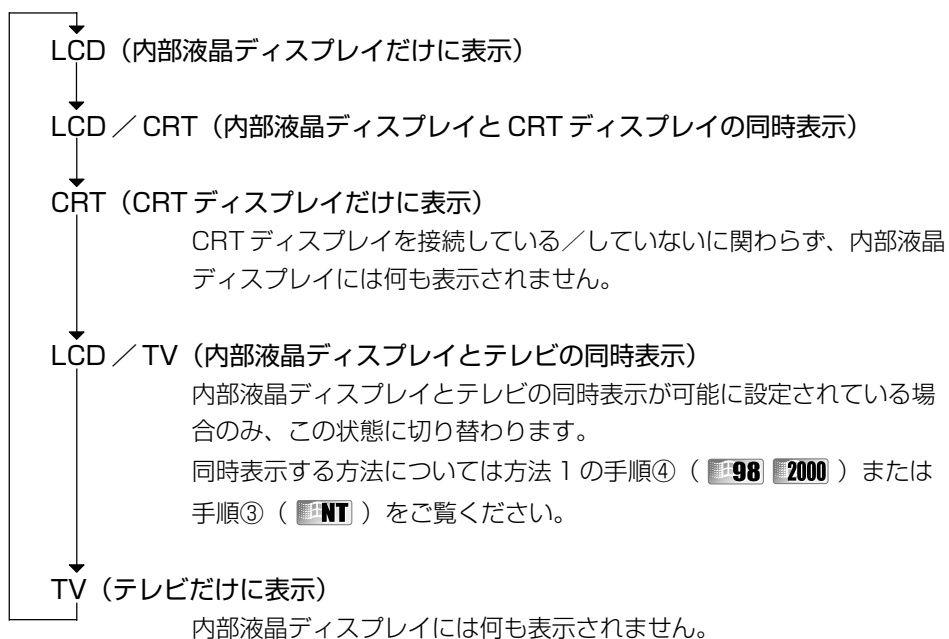 LCD（内部液晶ディスプレイだけに表示）
LCD／CRT（内部液晶ディスプレイとCRTディスプレイの同時表示）
CRT（CRTディスプレイだけに表示）
CRTディスプレイを接続している／していないに関わらず、内部液晶
ディスプレイには何も表示されません。
LCD／TV（内部液晶ディスプレイとテレビの同時表示）
内部液晶ディスプレイとテレビの同時表示が可能に設定されている場
合のみ、この状態に切り替わります。
同時表示する方法については方法1の手順④（ 98 2000 ）または
手順③（ NT ）をご覧ください。
TV（テレビだけに表示）
内部液晶ディスプレイには何も表示されません。